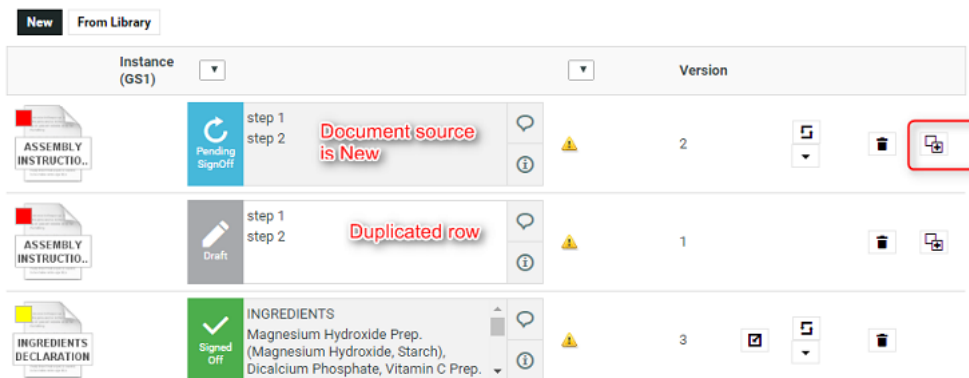 New From Library
Instance
(GS1)
Version
ASSEMBLY
INSTRUCTIO..
Pending
SignOff
step 1
step 2
Document source
is New
2
ASSEMBLY
INSTRUCTIO..
Draft
step 1
step 2
Duplicated row
1
INGREDIENTS
DECLARATION
Signed
Off
INGREDIENTS
Magnesium Hydroxide Prep.
(Magnesium Hydroxide, Starch),
Dicalcium Phosphate, Vitamin C Prep.
3